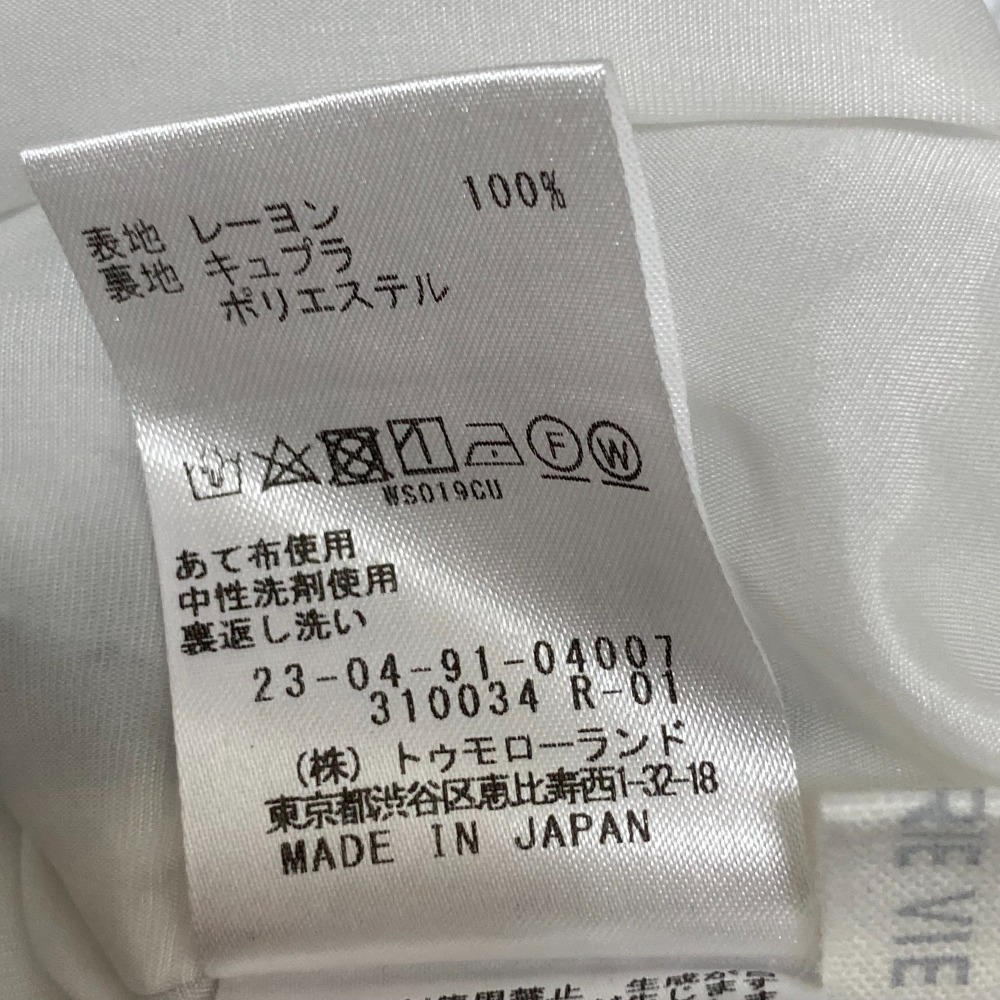 表地 レーヨン 100%
裏地 キュプラ
ポリエステル
F W
WS019CU
あて布使用
中性洗剤使用
裏返し洗い
23-04-91-04007
310034 R-01
(株) トゥモローランド
東京都渋谷区恵比寿西1-32-18
MADE IN JAPAN
RIE VIE